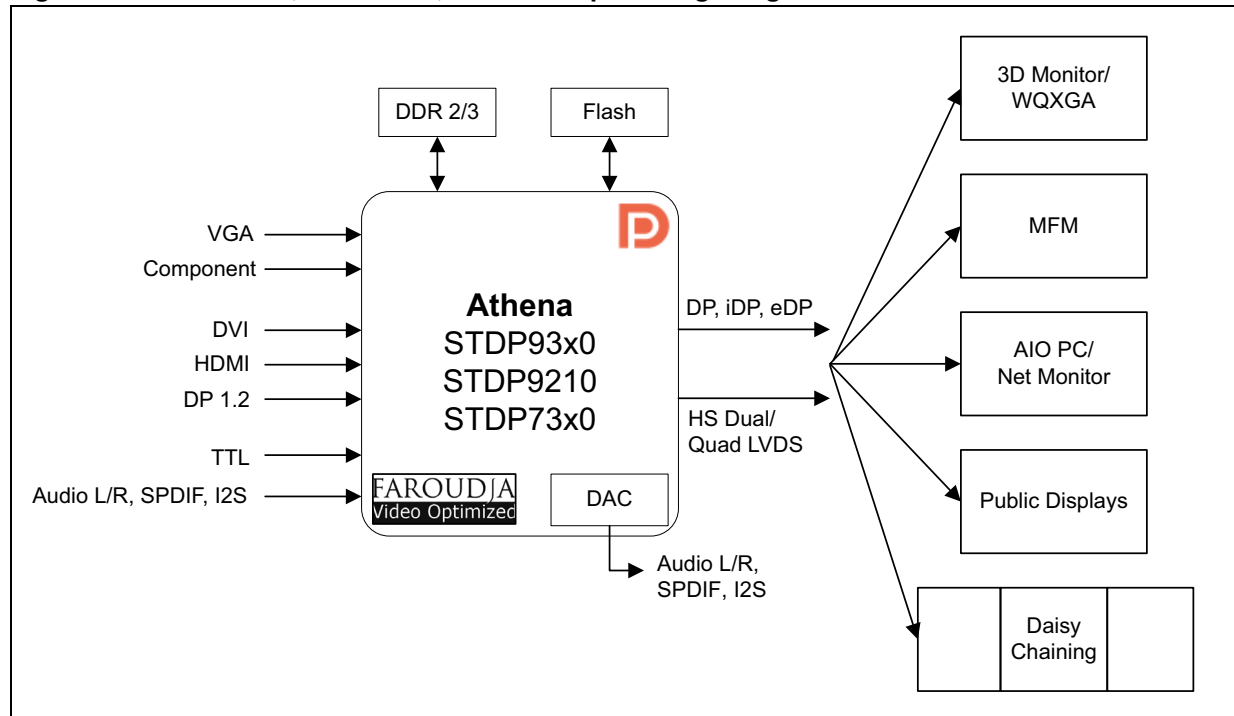 DDR 2/3
Flash
VGA
Component
DVI
HDMI
DP 1.2
TTL
Audio L/R, SPDIF, I2S
Athena
STDP93x0
STDP9210
STDP73x0
FAROUDJA
Video Optimized
DAC
Audio L/R,
SPDIF, I2S
DP, iDP, eDP
HS Dual/
Quad LVDS
3D Monitor/
WQXGA
MFM
AIO PC/
Net Monitor
Public Displays
Daisy
Chaining